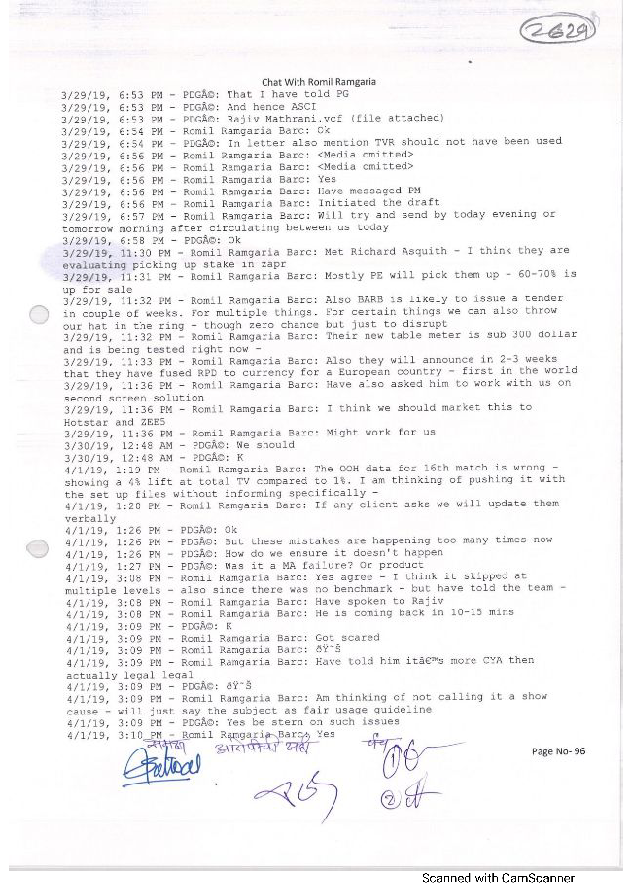 2629
Chat With Romil Ramgaria
3/29/19, 6:53 PM - PDGÂ©: That I have told PG
3/29/19, 6:53 PM - PDGÂ©: And hence ASCI
3/29/19, 6:53 PM - PDGÂ©: Rajiv Mathrani.vcf (file attached)
3/29/19, 6:54 PM - Romil Ramgaria Barc: Ok
3/29/19, 6:54 PM - PDGÂ©: In letter also mention TVR should not have been used
3/29/19, 6:56 PM - Romil Ramgaria Barc: <Media omitted>
3/29/19, 6:56 PM - Romil Ramgaria Barc: <Media omitted>
3/29/19, 6:56 PM - Romil Ramgaria Barc: Yes
3/29/19, 6:56 PM - Romil Ramgaria Barc: Have messaged PM
3/29/19, 6:56 PM - Romil Ramgaria Barc: Initiated the draft
3/29/19, 6:57 PM - Romil Ramgaria Barc: Will try and send by today evening or
tomorrow morning after circulating between us today
3/29/19, 6:58 PM - PDGÂ©: Ok
3/29/19, 11:30 PM - Romil Ramgaria Barc: Met Richard Asquith - I think they are
evaluating picking up stake in zapr
3/29/19, 11:31 PM - Romil Ramgaria Barc: Mostly PE will pick them up - 60-70% is
up for sale
3/29/19, 11:32 PM - Romil Ramgaria Barc: Also BARB is likely to issue a tender
in couple of weeks. For multiple things. For certain things we can also throw
our hat in the ring - though zero chance but just to disrupt
3/29/19, 11:32 PM - Romil Ramgaria Barc: Their new table meter is sub 300 dollar
and is being tested right now -
3/29/19, 11:33 PM - Romil Ramgaria Barc: Also they will announce in 2-3 weeks
that they have fused RPD to currency for a European country - first in the world
3/29/19, 11:36 PM - Romil Ramgaria Barc: Have also asked him to work with us on
second screen solution
3/29/19, 11:36 PM - Romil Ramgaria Barc: I think we should market this to
Hotstar and ZEE5
3/29/19, 11:36 PM - Romil Ramgaria Barc: Might work for us
3/30/19, 12:48 AM - PDGÂ©: We should
3/30/19, 12:48 AM - PDGÂ©: K
4/1/19, 1:19 PM - Romil Ramgaria Barc: The OOH data for 16th match is wrong -
showing a 4% lift at total TV compared to 1%. I am thinking of pushing it with
the set up files without informing specifically -
4/1/19, 1:20 PM - Romil Ramgaria Barc: If any client asks we will update them
verbally
4/1/19, 1:26 PM - PDGÂ©: Ok
4/1/19, 1:26 PM - PDGÂ©: But these mistakes are happening too many times now
4/1/19, 1:26 PM - PDGÂ©: How do we ensure it doesn't happen
4/1/19, 1:27 PM - PDGÂ©: Was it a MA failure? Or product
4/1/19, 3:08 PM - Romil Ramgaria Barc: Yes agree - I think it slipped at
multiple levels - also since there was no benchmark - but have told the team -
4/1/19, 3:08 PM - Romil Ramgaria Barc: Have spoken to Rajiv
4/1/19, 3:08 PM - Romil Ramgaria Barc: He is coming back in 10-15 mins
4/1/19, 3:09 PM - PDGÂ©: K
4/1/19, 3:09 PM - Romil Ramgaria Barc: Got scared
4/1/19, 3:09 PM - Romil Ramgaria Barc: ðŸ˜Š
4/1/19, 3:09 PM - Romil Ramgaria Barc: Have told him itâ€™s more CYA then
actually legal legal
4/1/19, 3:09 PM - PDGÂ©: ðŸ˜Š
4/1/19, 3:09 PM - Romil Ramgaria Barc: Am thinking of not calling it a show
cause - will just say the subject as fair usage guideline
4/1/19, 3:09 PM - PDGÂ©: Yes be stern on such issues
4/1/19, 3:10 PM - Romil Ramgaria Barc: Yes
समक्ष आरोपीची सही पंच
① ②
Page No- 96
Scanned with CamScanner